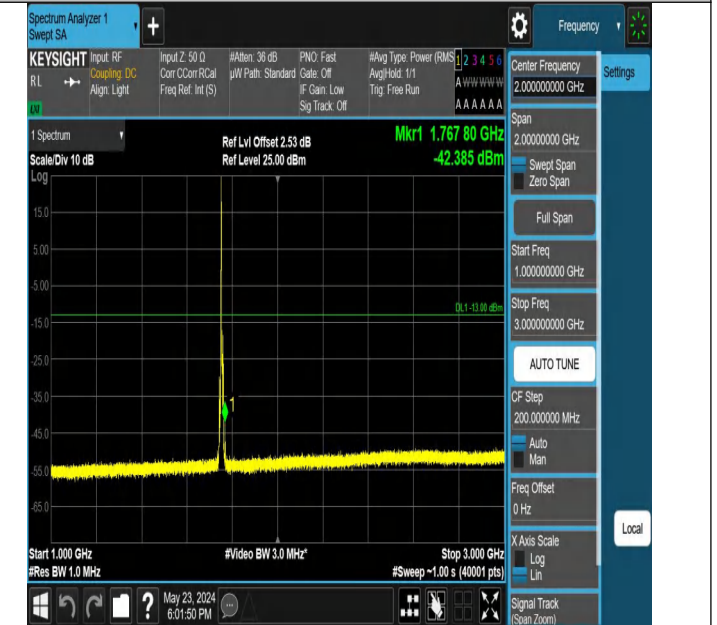 Spectrum Analyzer 1
Swept SA
+
Frequency
KEYSIGHT
RL
LXI
Input: RF
Coupling: DC
Align: Light
Input Z: 50 Ω
Corr CCorr RCal
Freq Ref: Int (S)
#Atten: 36 dB
µW Path: Standard
PNO: Fast
Gate: Off
IF Gain: Low
Sig Track: Off
#Avg Type: Power (RMS
Avg|Hold: 1/1
Trig: Free Run
1 2 3 4 5 6
A W W W W W
A A A A A A
1 Spectrum
Scale/Div 10 dB
Log
Ref Lvl Offset 2.53 dB
Ref Level 25.00 dBm
Mkr1 1.767 80 GHz
-42.385 dBm
15.0
5.00
-5.00
DL1 -13.00 dBm
-15.0
-25.0
-35.0
1
-45.0
-55.0
-65.0
Start 1.000 GHz
#Res BW 1.0 MHz
#Video BW 3.0 MHz*
Stop 3.000 GHz
#Sweep ~1.00 s (40001 pts)
?
May 23, 2024
6:01:50 PM
Center Frequency
2.000000000 GHz
Settings
Span
2.00000000 GHz
Swept Span
Zero Span
Full Span
Start Freq
1.000000000 GHz
Stop Freq
3.000000000 GHz
AUTO TUNE
CF Step
200.000000 MHz
Auto
Man
Freq Offset
0 Hz
X Axis Scale
Log
Lin
Local
Signal Track
(Span Zoom)